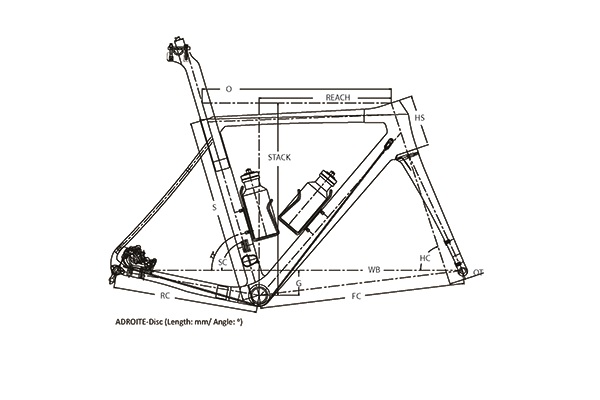 O
REACH
HS
STACK
S
SC
HC
WB
OT
G
RC
FC
ADROITE-Disc (Length: mm/ Angle: °)